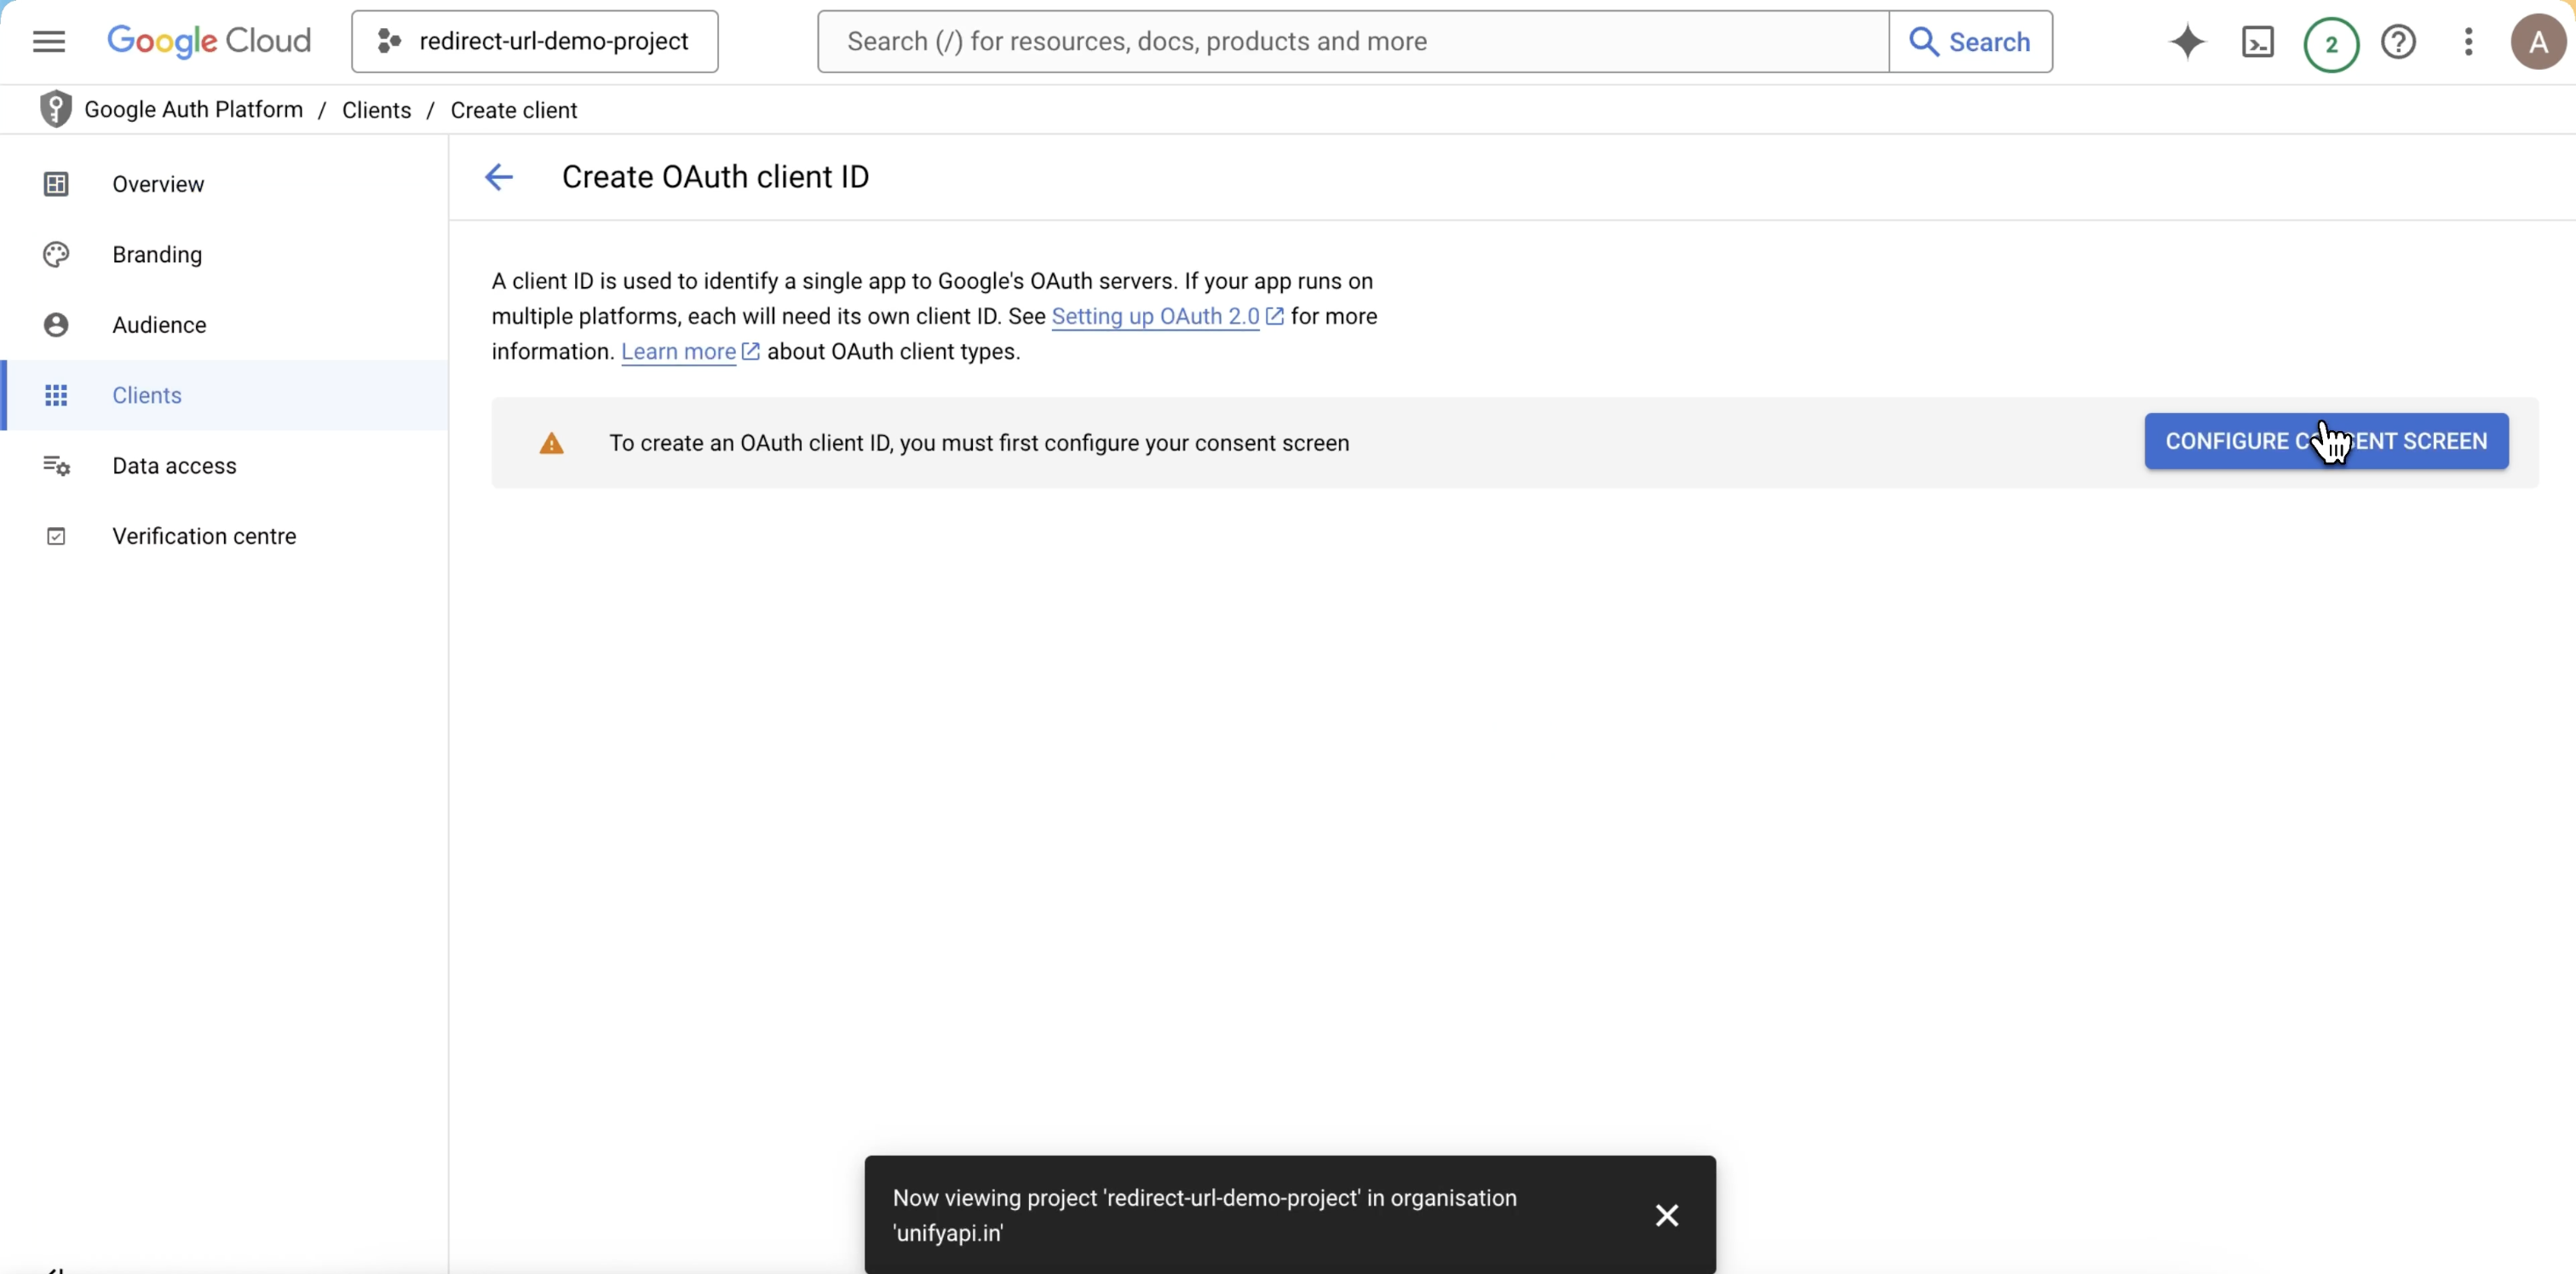 Google Cloud
redirect-url-demo-project
Search (/) for resources, docs, products and more
Search
2
A
Google Auth Platform / Clients / Create client
Overview
Branding
Audience
Clients
Data access
Verification centre
Create OAuth client ID
A client ID is used to identify a single app to Google's OAuth servers. If your app runs on
multiple platforms, each will need its own client ID. See Setting up OAuth 2.0 for more
information. Learn more about OAuth client types.
To create an OAuth client ID, you must first configure your consent screen
CONFIGURE CONSENT SCREEN
Now viewing project 'redirect-url-demo-project' in organisation
'unifyapi.in'